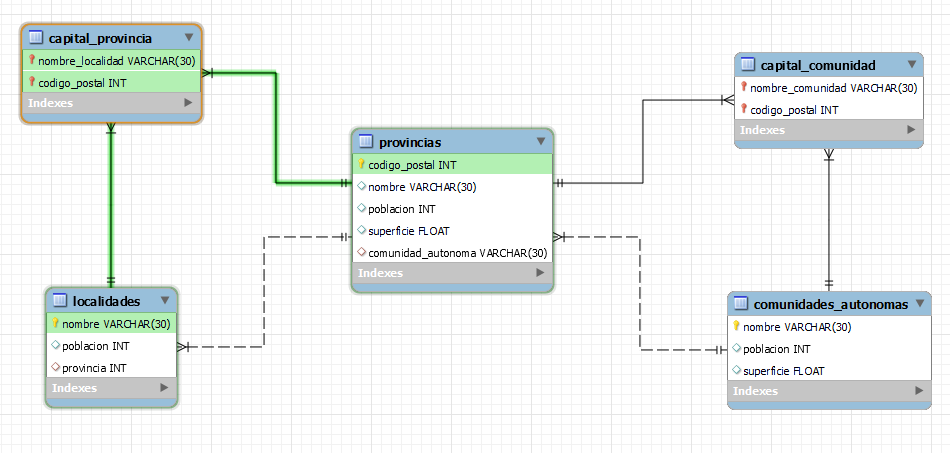 capital_provincia
nombre_localidad VARCHAR(30)
codigo_postal INT
Indexes
capital_comunidad
nombre_comunidad VARCHAR(30)
codigo_postal INT
Indexes
provincias
codigo_postal INT
nombre VARCHAR(30)
poblacion INT
superficie FLOAT
comunidad_autonoma VARCHAR(30)
Indexes
localidades
nombre VARCHAR(30)
poblacion INT
provincia INT
Indexes
comunidades_autonomas
nombre VARCHAR(30)
poblacion INT
superficie FLOAT
Indexes